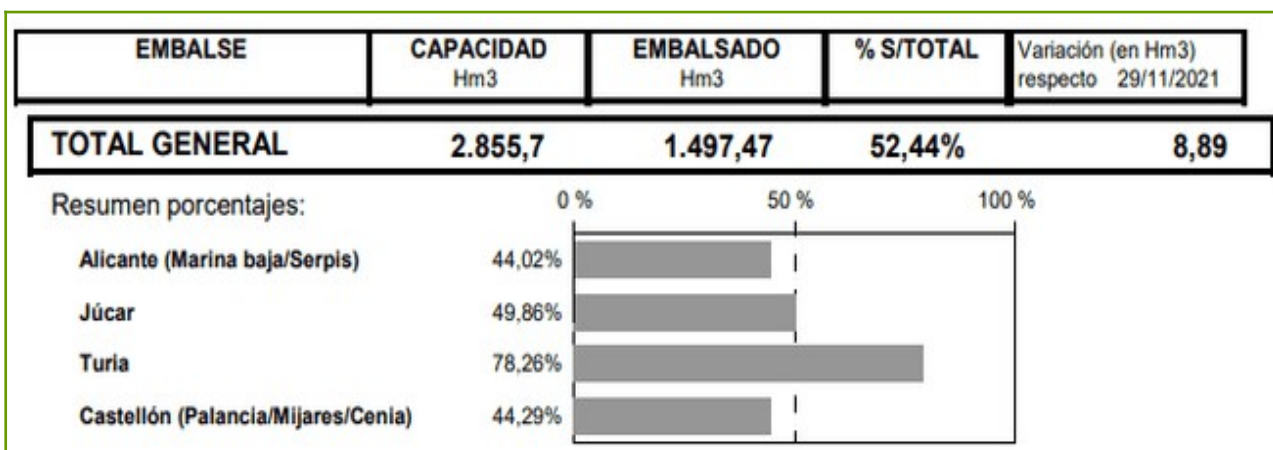 EMBALSE CAPACIDAD EMBALSADO % S/TOTAL Variación (en Hm3)
Hm3 Hm3 respecto 29/11/2021
TOTAL GENERAL 2.855,7 1.497,47 52,44% 8,89
Resumen porcentajes: 0 % 50 % 100 %
Alicante (Marina baja/Serpis) 44,02%
Júcar 49,86%
Turia 78,26%
Castellón (Palancia/Mijares/Cenia) 44,29%